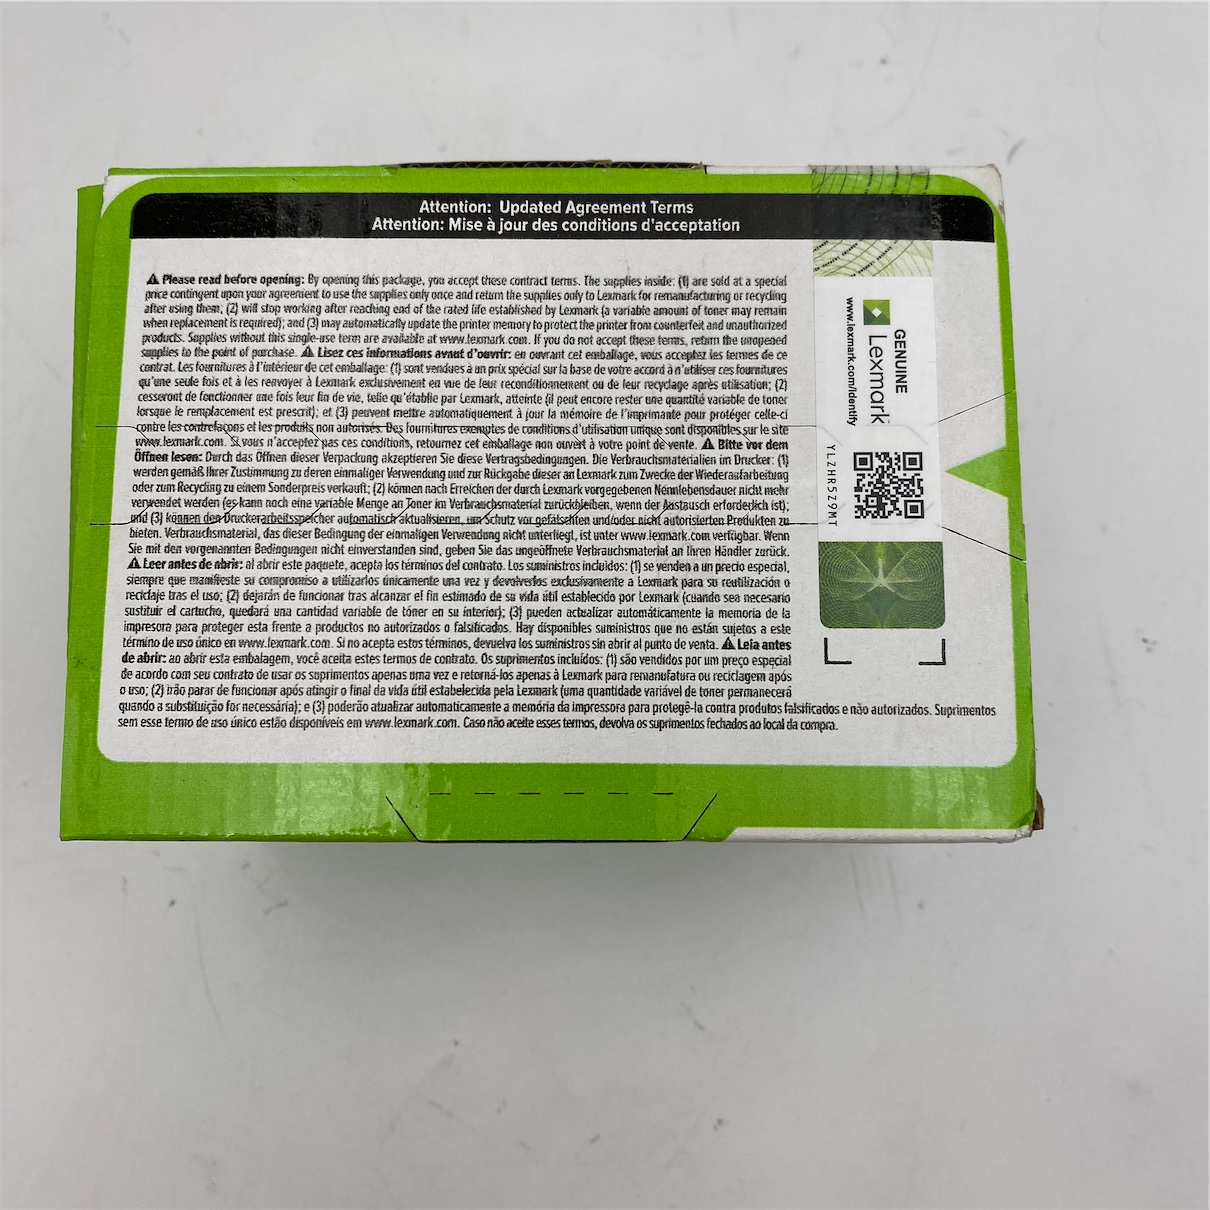 Attention: Updated Agreement Terms
Attention: Mise à jour des conditions d'acceptation
⚠ Please read before opening: By opening this package, you accept these contract terms. The supplies inside: (1) are sold at a special
price contingent upon your agreement to use the supplies only once and return the supplies only to Lexmark for remanufacturing or recycling
after using them; (2) will stop working after reaching end of the rated life established by Lexmark (a variable amount of toner may remain
when replacement is required); and (3) may automatically update the printer memory to protect the printer from counterfeit and unauthorized
products. Supplies without this single-use term are available at www.lexmark.com. If you do not accept these terms, return the unopened
supplies to the point of purchase. ⚠ Lisez ces informations avant d'ouvrir: en ouvrant cet emballage, vous acceptez les termes de ce
contrat. Les fournitures à l'intérieur de cet emballage: (1) sont vendues à un prix spécial sur la base de votre accord à n'utiliser ces fournitures
qu'une seule fois et à les renvoyer à Lexmark exclusivement en vue de leur reconditionnement ou de leur recyclage après utilisation; (2)
cesseront de fonctionner une fois leur fin de vie, telle qu'établie par Lexmark, atteinte (il peut encore rester une quantité variable de toner
lorsque le remplacement est prescrit); et (3) peuvent mettre automatiquement à jour la mémoire de l'imprimante pour protéger celle-ci
contre les contrefaçons et les produits non autorisés. Des fournitures exemptes de conditions d'utilisation unique sont disponibles sur le site
www.lexmark.com. Si vous n'acceptez pas ces conditions, retournez cet emballage non ouvert à votre point de vente. ⚠ Bitte vor dem
Öffnen lesen: Durch das Öffnen dieser Verpackung akzeptieren Sie diese Vertragsbedingungen. Die Verbrauchsmaterialien im Drucker: (1)
werden gemäß Ihrer Zustimmung zu deren einmaliger Verwendung und zur Rückgabe dieser an Lexmark zum Zwecke der Wiederaufarbeitung
oder zum Recycling zu einem Sonderpreis verkauft; (2) können nach Erreichen der durch Lexmark vorgegebenen Nennlebensdauer nicht mehr
verwendet werden (es kann noch eine variable Menge an Toner im Verbrauchsmaterial zurückbleiben, wenn der Austausch erforderlich ist);
und (3) können den Druckerarbeitsspeicher automatisch aktualisieren, um Schutz vor gefälschten und/oder nicht autorisierten Produkten zu
bieten. Verbrauchsmaterial, das dieser Bedingung der einmaligen Verwendung nicht unterliegt, ist unter www.lexmark.com verfügbar. Wenn
Sie mit den vorgenannten Bedingungen nicht einverstanden sind, geben Sie das ungeöffnete Verbrauchsmaterial an Ihren Händler zurück.
⚠ Leer antes de abrir: al abrir este paquete, acepta los términos del contrato. Los suministros incluidos: (1) se venden a un precio especial,
siempre que manifieste su compromiso a utilizarlos únicamente una vez y devolverlos exclusivamente a Lexmark para su reutilización o
reciclaje tras el uso; (2) dejarán de funcionar tras alcanzar el fin estimado de su vida útil establecido por Lexmark (cuando sea necesario
sustituir el cartucho, quedará una cantidad variable de tóner en su interior); (3) pueden actualizar automáticamente la memoria de la
impresora para proteger esta frente a productos no autorizados o falsificados. Hay disponibles suministros que no están sujetos a este
término de uso único en www.lexmark.com. Si no acepta estos términos, devuelva los suministros sin abrir al punto de venta. ⚠ Leia antes
de abrir: ao abrir esta embalagem, você aceita estes termos de contrato. Os suprimentos incluídos: (1) são vendidos por um preço especial
de acordo com seu contrato de usar os suprimentos apenas uma vez e retorná-los apenas à Lexmark para remanufatura ou reciclagem após
o uso; (2) irão parar de funcionar após atingir o final da vida útil estabelecida pela Lexmark (uma quantidade variável de toner permanecerá
quando a substituição for necessária); e (3) poderão atualizar automaticamente a memória da impressora para protegê-la contra produtos falsificados e não autorizados. Suprimentos
sem esse termo de uso único estão disponíveis em www.lexmark.com. Caso não aceite esses termos, devolva os suprimentos fechados ao local da compra.
GENUINE
Lexmark
www.lexmark.com/identify
YLZHR5Z9MT